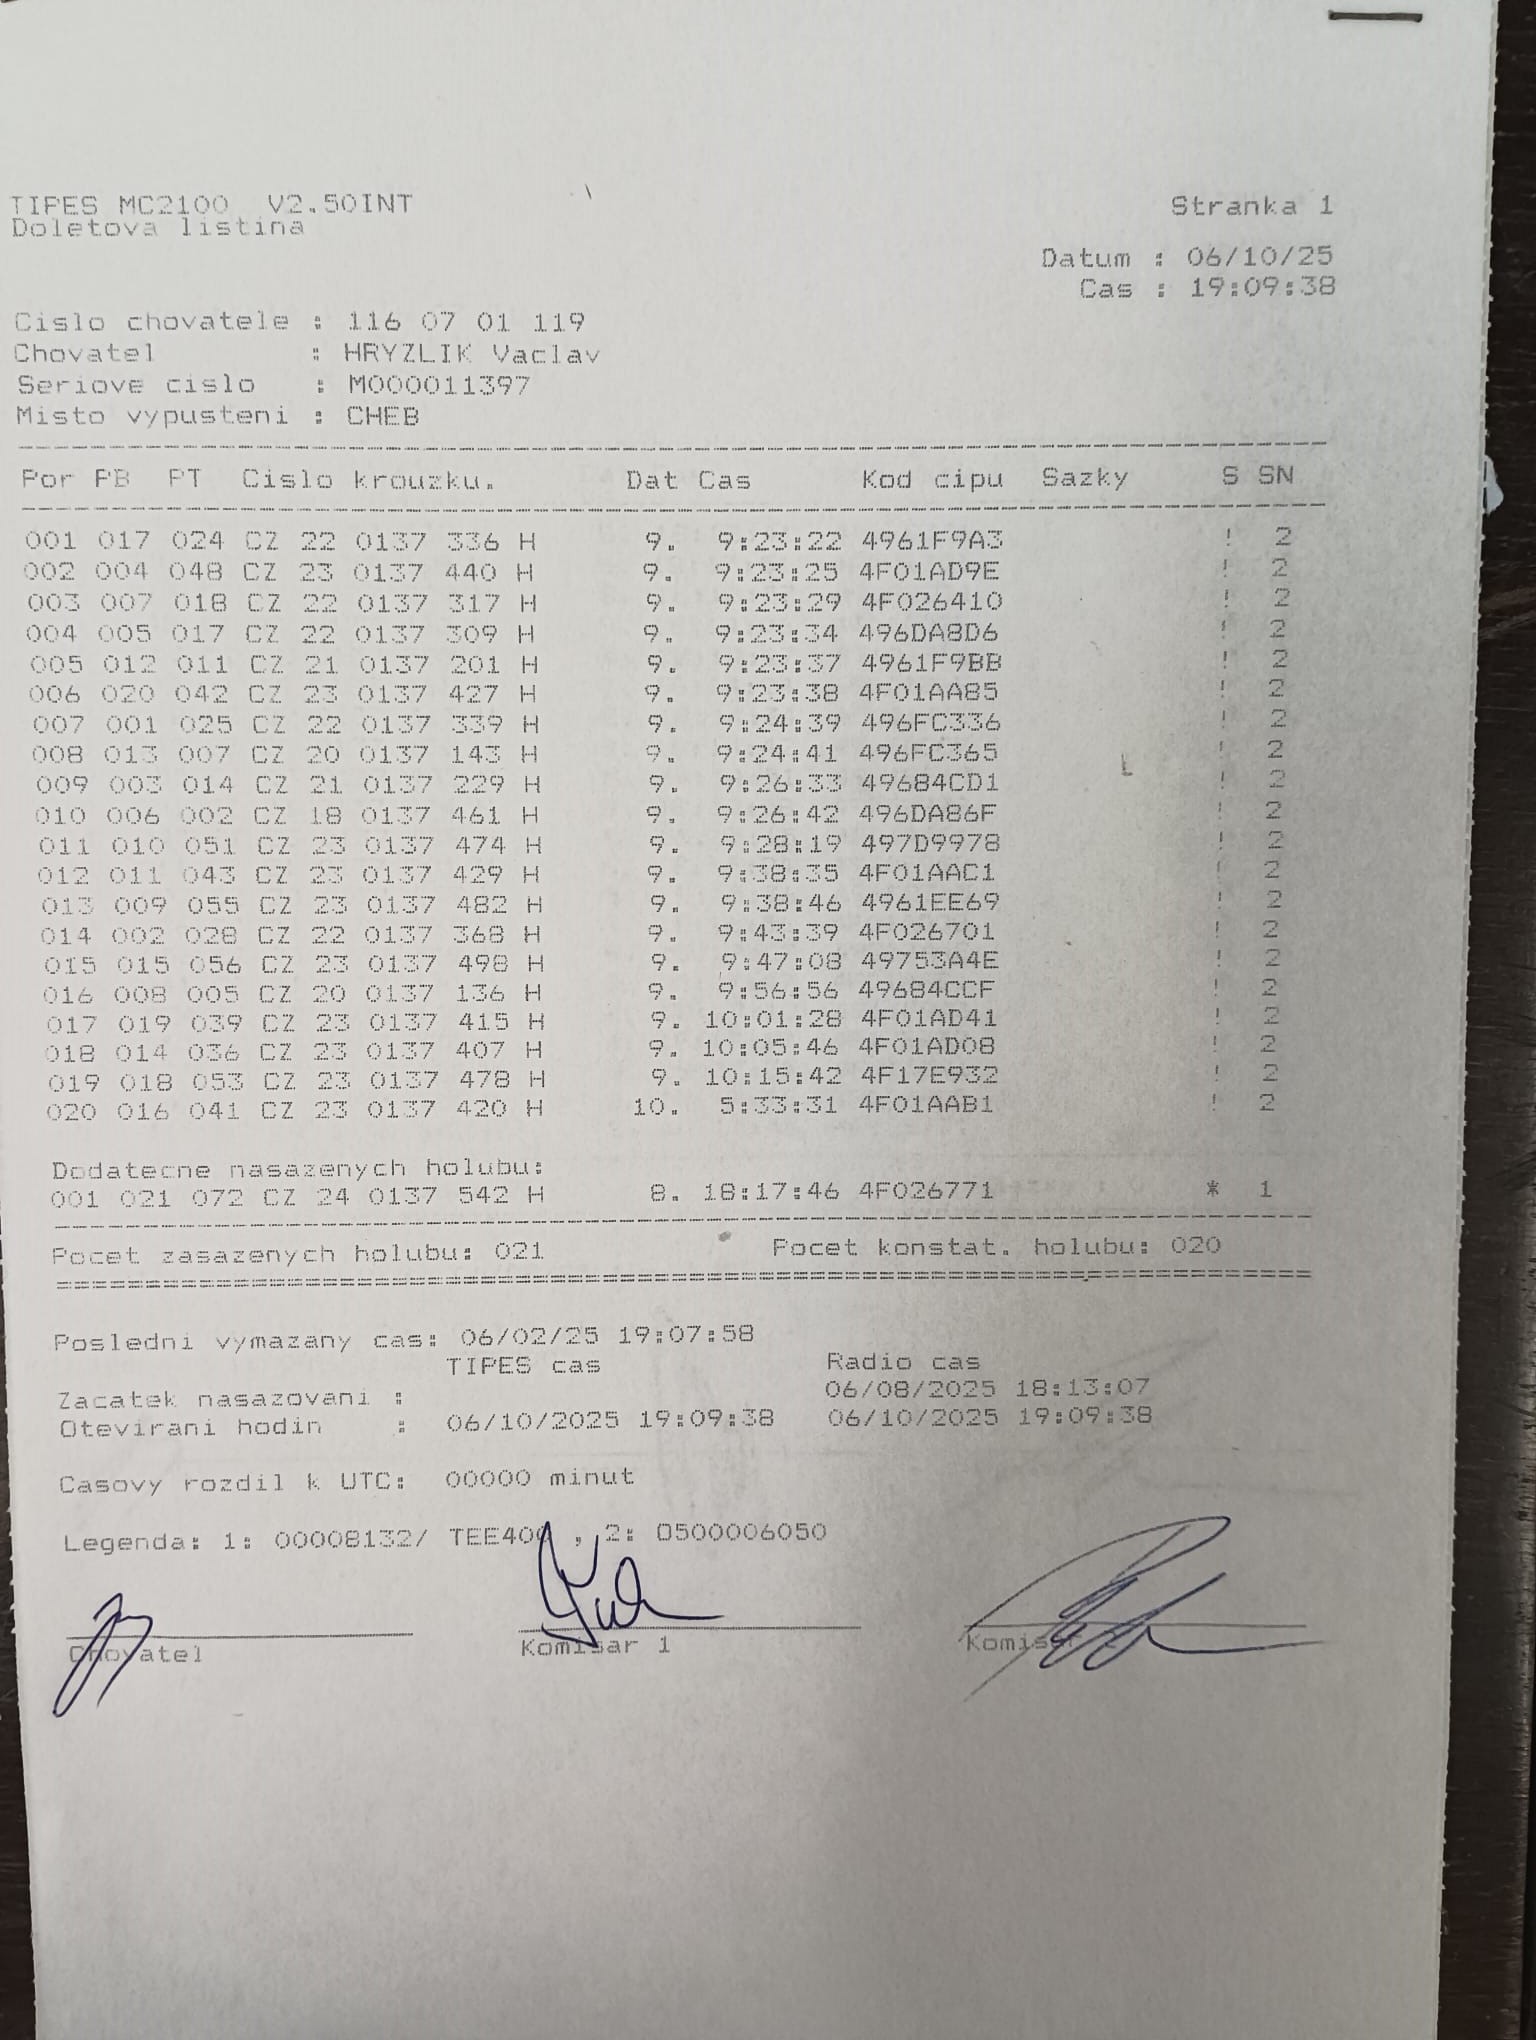 TIPES MC2100 V2.50INT
Stranka 1
Doletova listina
Datum : 06/10/25
Cas : 19:09:38
Cislo chovatele : 116 07 01 119
Chovatel : HRYZLIK Vaclav
Seriove cislo : M000011397
Misto vypusteni : CHEB
Por PB PT Cislo krouzku. Dat Cas Kod cipu Sazky S SN
001 017 024 CZ 22 0137 336 H 9. 9:23:22 4961F9A3 ! 2
002 004 048 CZ 23 0137 440 H 9. 9:23:25 4F01AD9E ! 2
003 007 018 CZ 22 0137 317 H 9. 9:23:29 4F026410 ! 2
004 005 017 CZ 22 0137 309 H 9. 9:23:34 496DA8D6 ! 2
005 012 011 CZ 21 0137 201 H 9. 9:23:37 4961F9BB ! 2
006 020 042 CZ 23 0137 427 H 9. 9:23:38 4F01AA85 ! 2
007 001 025 CZ 22 0137 339 H 9. 9:24:39 496FC336 ! 2
008 013 007 CZ 20 0137 143 H 9. 9:24:41 496FC365 ! 2
009 003 014 CZ 21 0137 229 H 9. 9:26:33 49684CD1 ! 2
010 006 002 CZ 18 0137 461 H 9. 9:26:42 496DA86F ! 2
011 010 051 CZ 23 0137 474 H 9. 9:28:19 497D9978 ! 2
012 011 043 CZ 23 0137 429 H 9. 9:38:35 4F01AAC1 ! 2
013 009 055 CZ 23 0137 482 H 9. 9:38:46 4961EE69 ! 2
014 002 028 CZ 22 0137 368 H 9. 9:43:39 4F026701 ! 2
015 015 056 CZ 23 0137 498 H 9. 9:47:08 49753A4E ! 2
016 008 005 CZ 20 0137 136 H 9. 9:56:56 49684CCF ! 2
017 019 039 CZ 23 0137 415 H 9. 10:01:28 4F01AD41 ! 2
018 014 036 CZ 23 0137 407 H 9. 10:05:46 4F01AD08 ! 2
019 018 053 CZ 23 0137 478 H 9. 10:15:42 4F17E932 ! 2
020 016 041 CZ 23 0137 420 H 10. 5:33:31 4F01AAB1 ! 2
Dodatecne nasazenych holubu:
001 021 072 CZ 24 0137 542 H 8. 18:17:46 4F026771 * 1
Pocet zasazenych holubu: 021 Pocet konstat. holubu: 020
Posledni vymazany cas: 06/02/25 19:07:58
TIPES cas Radio cas
Zacatek nasazovani : 06/08/2025 18:13:07
Otevirani hodin : 06/10/2025 19:09:38 06/10/2025 19:09:38
Casovy rozdil k UTC: 00000 minut
Legenda: 1: 00008132/ TEE400 , 2: 0500006050
Chovatel Komisar 1 Komisar